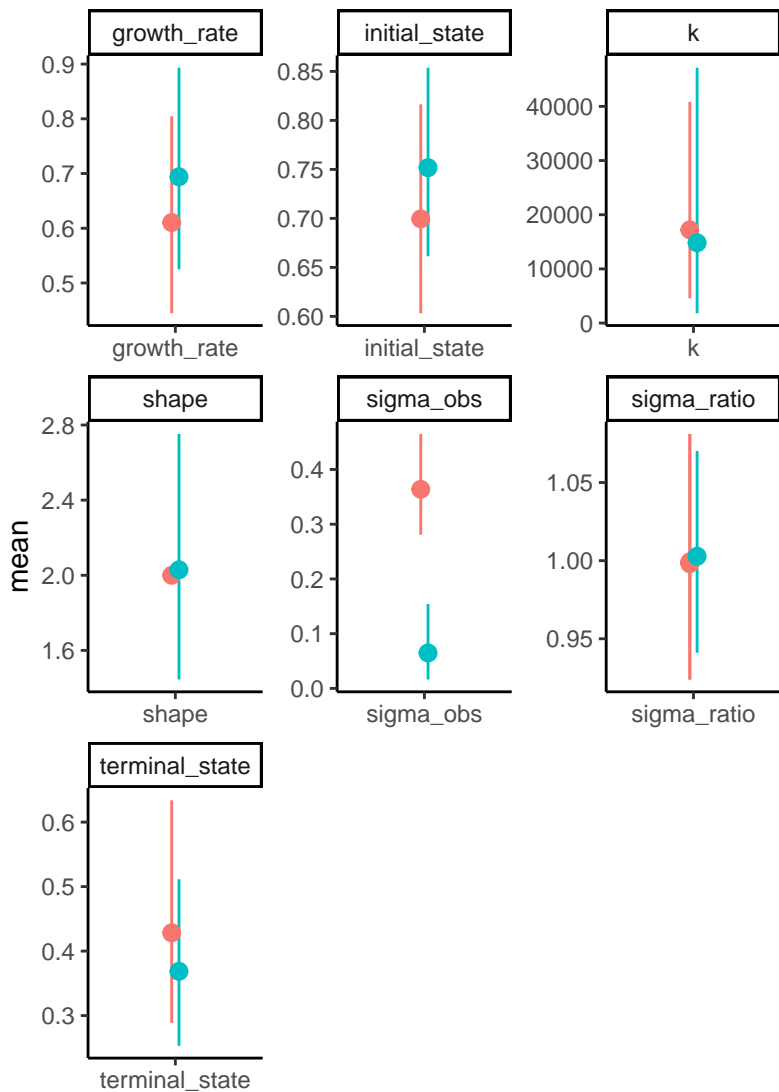 growth_rate
initial_state
k
0.9
0.8
0.7
0.6
0.5
growth_rate
0.85
0.80
0.75
0.70
0.65
0.60
initial_state
40000
30000
20000
10000
0
k
mean
shape
sigma_obs
sigma_ratio
2.8
2.4
2.0
1.6
shape
0.4
0.3
0.2
0.1
0.0
sigma_obs
1.05
1.00
0.95
sigma_ratio
terminal_state
0.6
0.5
0.4
0.3
terminal_state